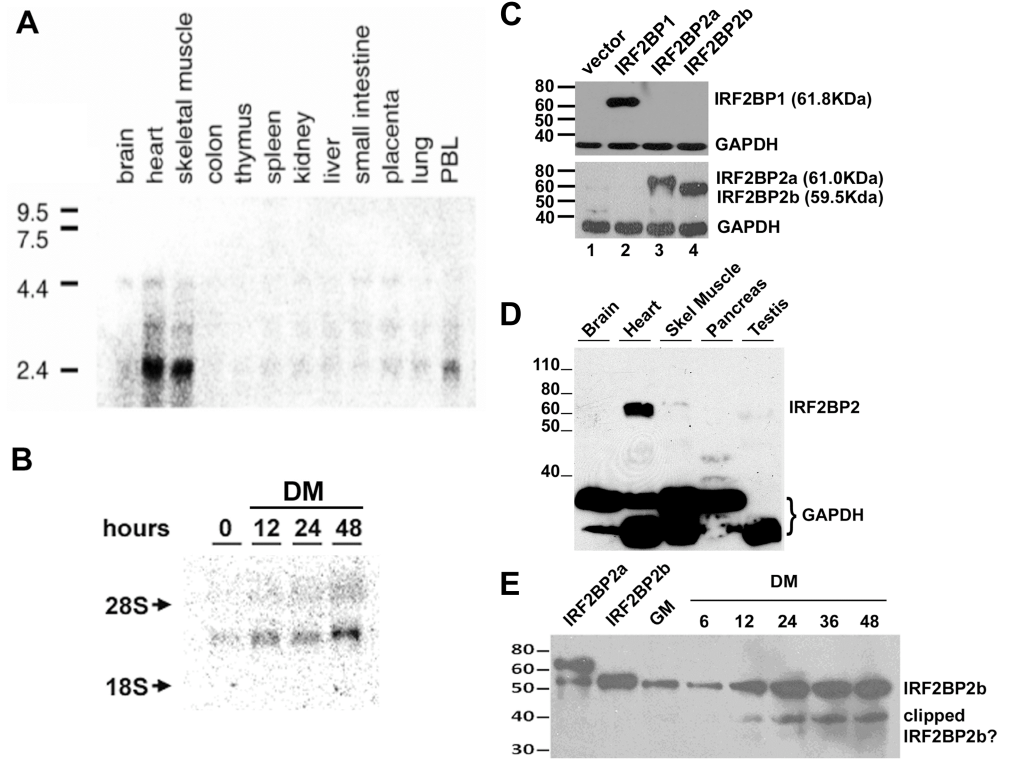 A
brain
heart
skeletal muscle
colon
thymus
spleen
kidney
liver
small intestine
placenta
lung
PBL
9.5
7.5
4.4
2.4
B
DM
hours 0 12 24 48
28S
18S
C
vector
IRF2BP1
IRF2BP2a
IRF2BP2b
80
60
50
40
IRF2BP1 (61.8KDa)
GAPDH
80
60
50
40
IRF2BP2a (61.0KDa)
IRF2BP2b (59.5Kda)
GAPDH
1 2 3 4
D
Brain
Heart
Skel Muscle
Pancreas
Testis
110
80
60
50
40
IRF2BP2
GAPDH
E
IRF2BP2a
IRF2BP2b
GM
DM
6 12 24 36 48
80
60
50
40
30
IRF2BP2b
clipped
IRF2BP2b?